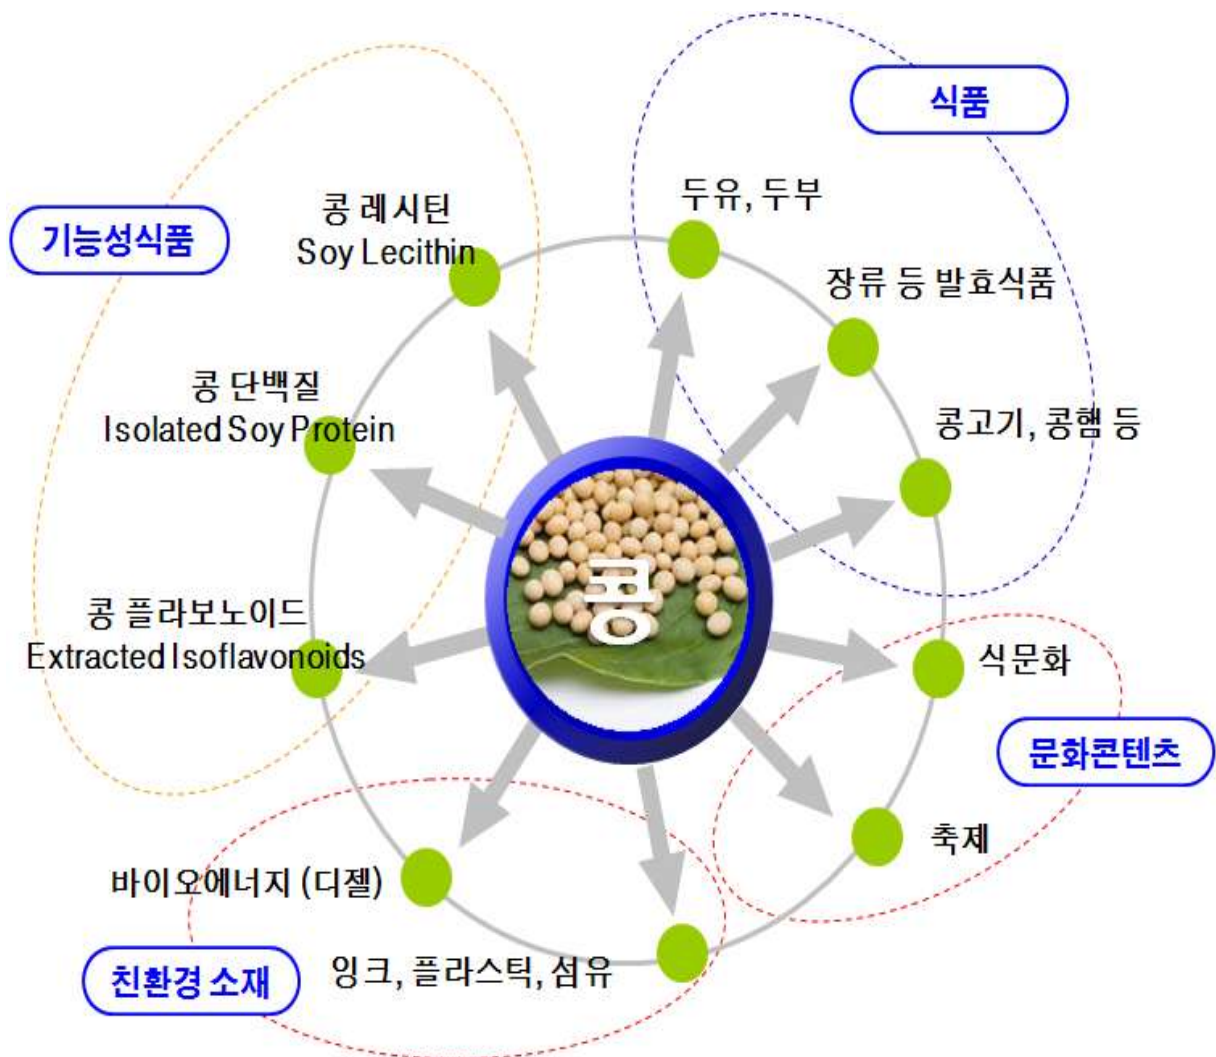 식품
두유, 두부
장류 등 발효식품
콩고기, 콩햄 등
기능성식품
콩 레시틴
Soy Lecithin
콩 단백질
Isolated Soy Protein
콩 플라보노이드
Extracted Isoflavonoids
콩
식문화
문화콘텐츠
축제
바이오에너지 (디젤)
잉크, 플라스틱, 섬유
친환경 소재